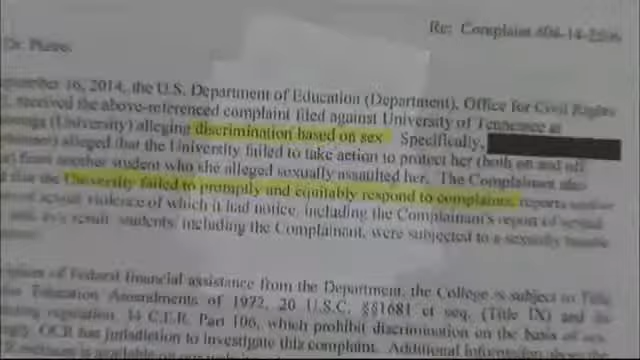 Re: Complaint
Dr.
16, 2014, the U.S. Department of Education (Department), Office for Civil Rights
received the above-referenced complaint filed against University of Tennessee at
(University) alleging discrimination based on sex Specifically,
alleged that the University failed to take action to protect her (both on and off
from another student who she alleged sexually assaulted her. The Complainant also
that the University failed to promptly and equitably respond to complaints, reports
sexual violence of which it had notice, including the Complainant's report of sexual
result students, including the Complainant, were subjected to a sexually
of Federal financial assistance from the Department, the College is subject to Title
Education Amendments of 1972, 20 U.S.C. §§1681 et seq. (Title IX) and its
regulation, 34 C.F.R. Part 106, which prohibit discrimination on the basis of sex.
OCR has jurisdiction to investigate this complaint. Additional information